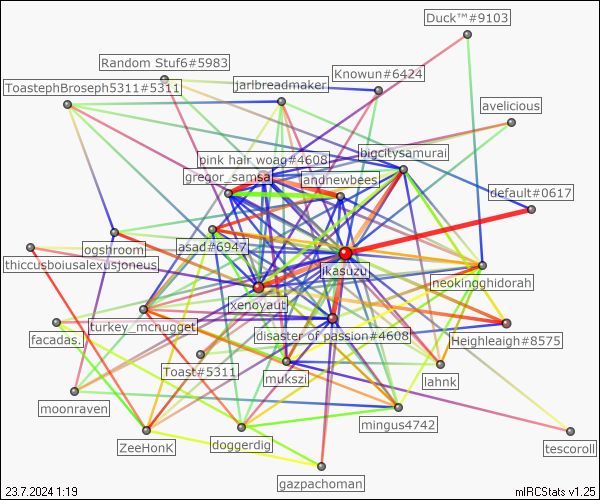 Duck™#9103
Random Stuf6#5983
Knowun#6424
ToastephBroseph5311#5311
jarlbreadmaker
avelicious
bigcitysamurai
pink hair woag#4608
gregor_samsa
andnewbees
default#0617
ogshroom
asad#6947
thiccusboiusalexusjoneus
ikasuzu
neokingghidorah
xenoyaut
turkey_mcnugget
disaster of passion#4608
facadas.
Heighleaigh#8575
Toast#5311
mukszi
lahnk
moonraven
mingus4742
ZeeHonK
doggerdig
tescoroll
gazpachoman
23.7.2024 1:19
mIRCStats v1.25